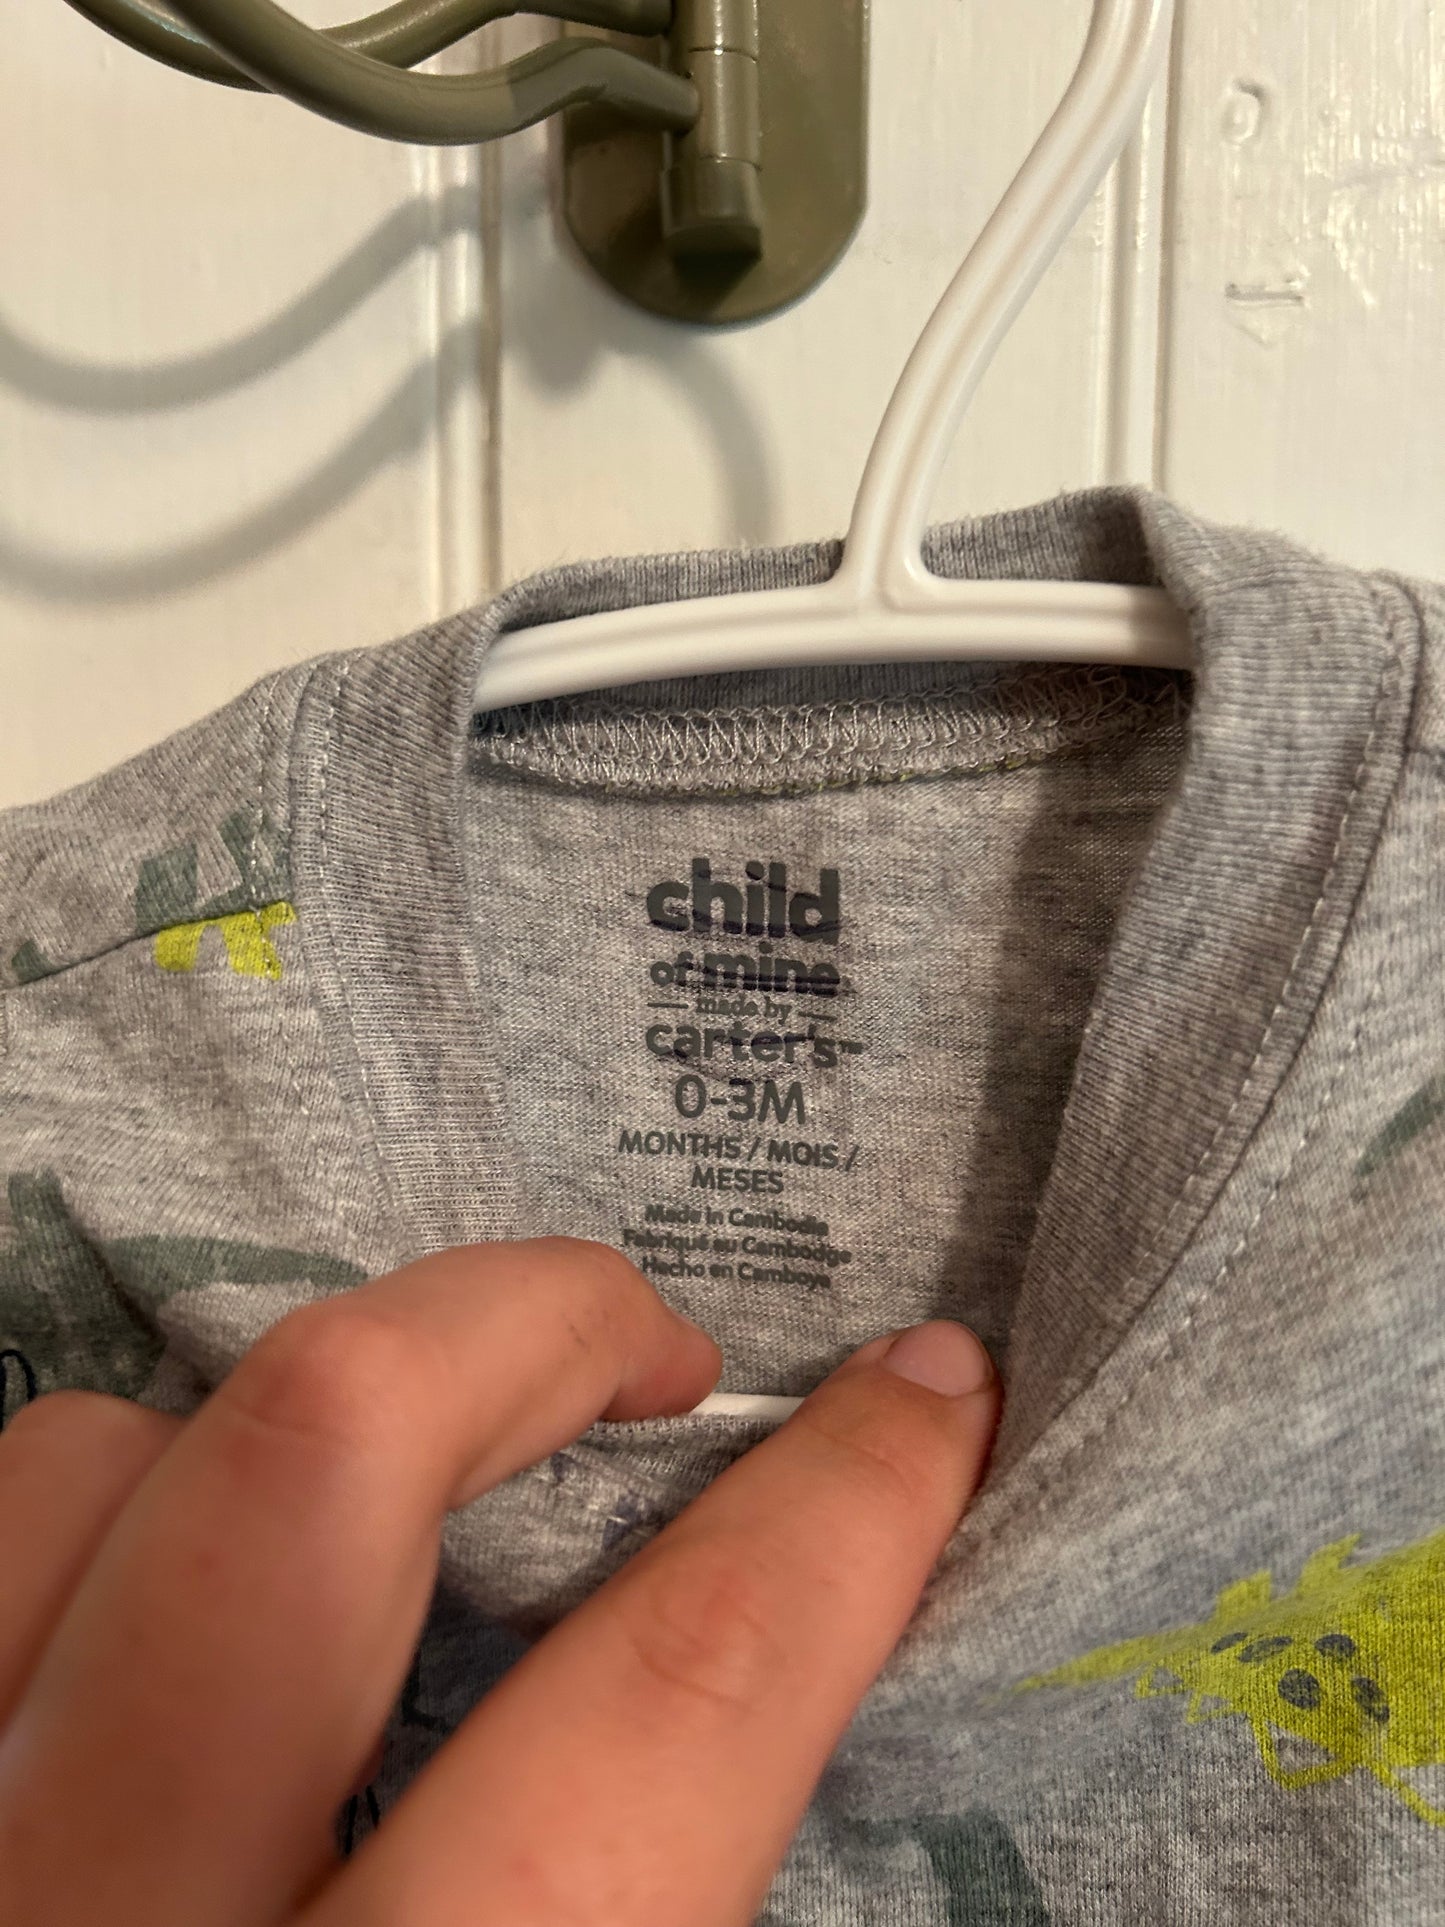 child
of mine
made by
carter's
0-3M
MONTHS / MOIS /
MESES
Made in Cambodia
Fabriqué au Cambodge
Hecho en Camboya